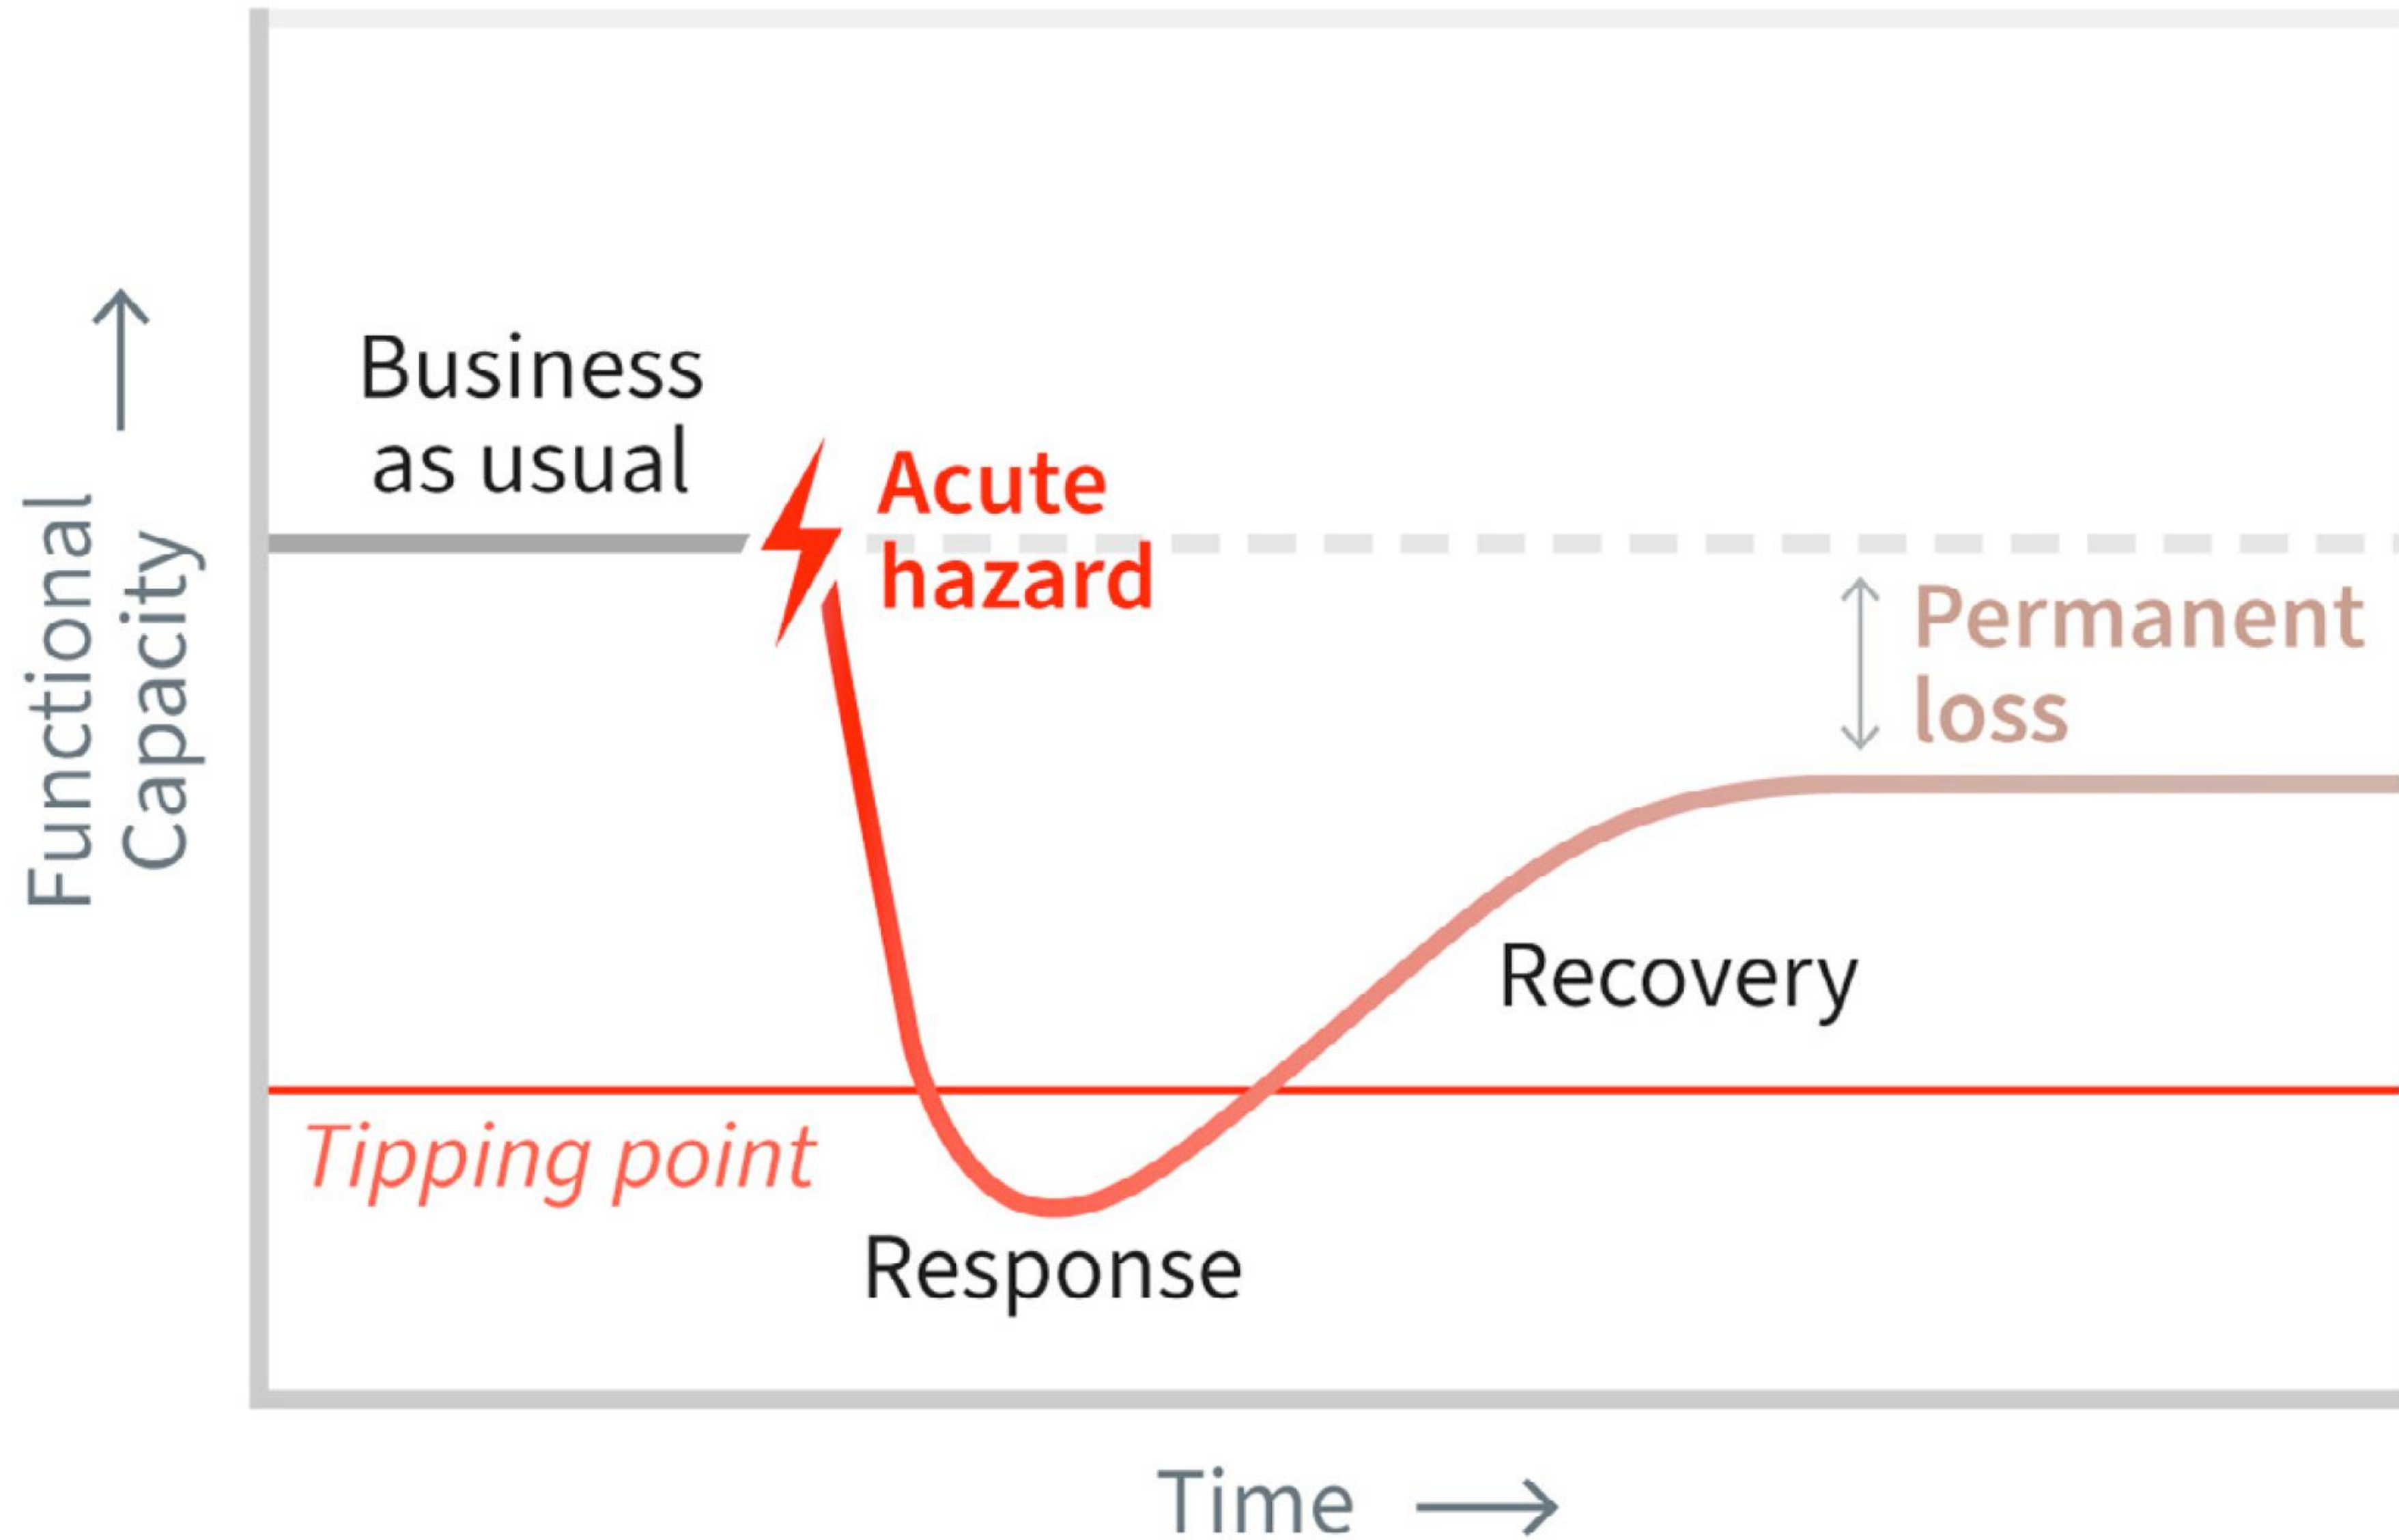 Functional
Capacity
Business
as usual
Acute
hazard
Permanent
loss
Recovery
Tipping point
Response
Time